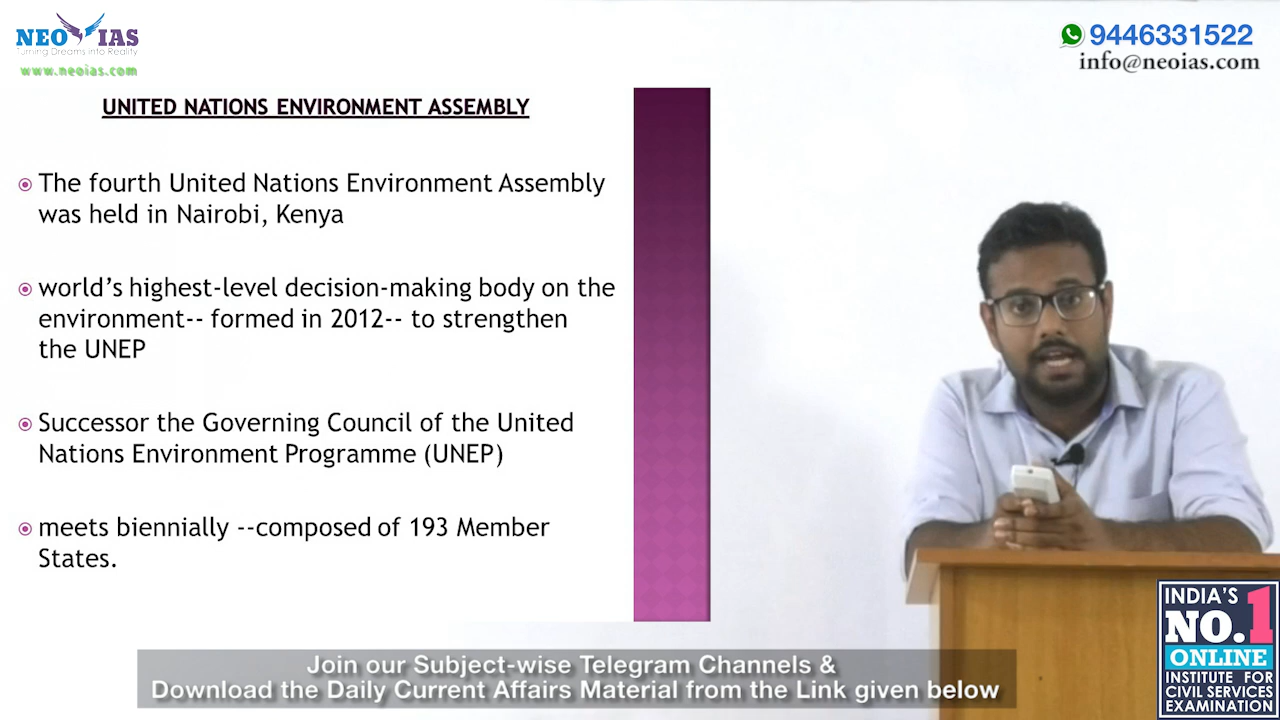 NEO IAS
Turning Dreams into Reality
www.neoias.com
9446331522
info@neoias.com
UNITED NATIONS ENVIRONMENT ASSEMBLY
The fourth United Nations Environment Assembly
was held in Nairobi, Kenya
world’s highest-level decision-making body on the
environment-- formed in 2012-- to strengthen
the UNEP
Successor the Governing Council of the United
Nations Environment Programme (UNEP)
meets biennially --composed of 193 Member
States.
INDIA'S
NO.1
ONLINE
INSTITUTE FOR
CIVIL SERVICES
EXAMINATION
Join our Subject-wise Telegram Channels &
Download the Daily Current Affairs Material from the Link given below